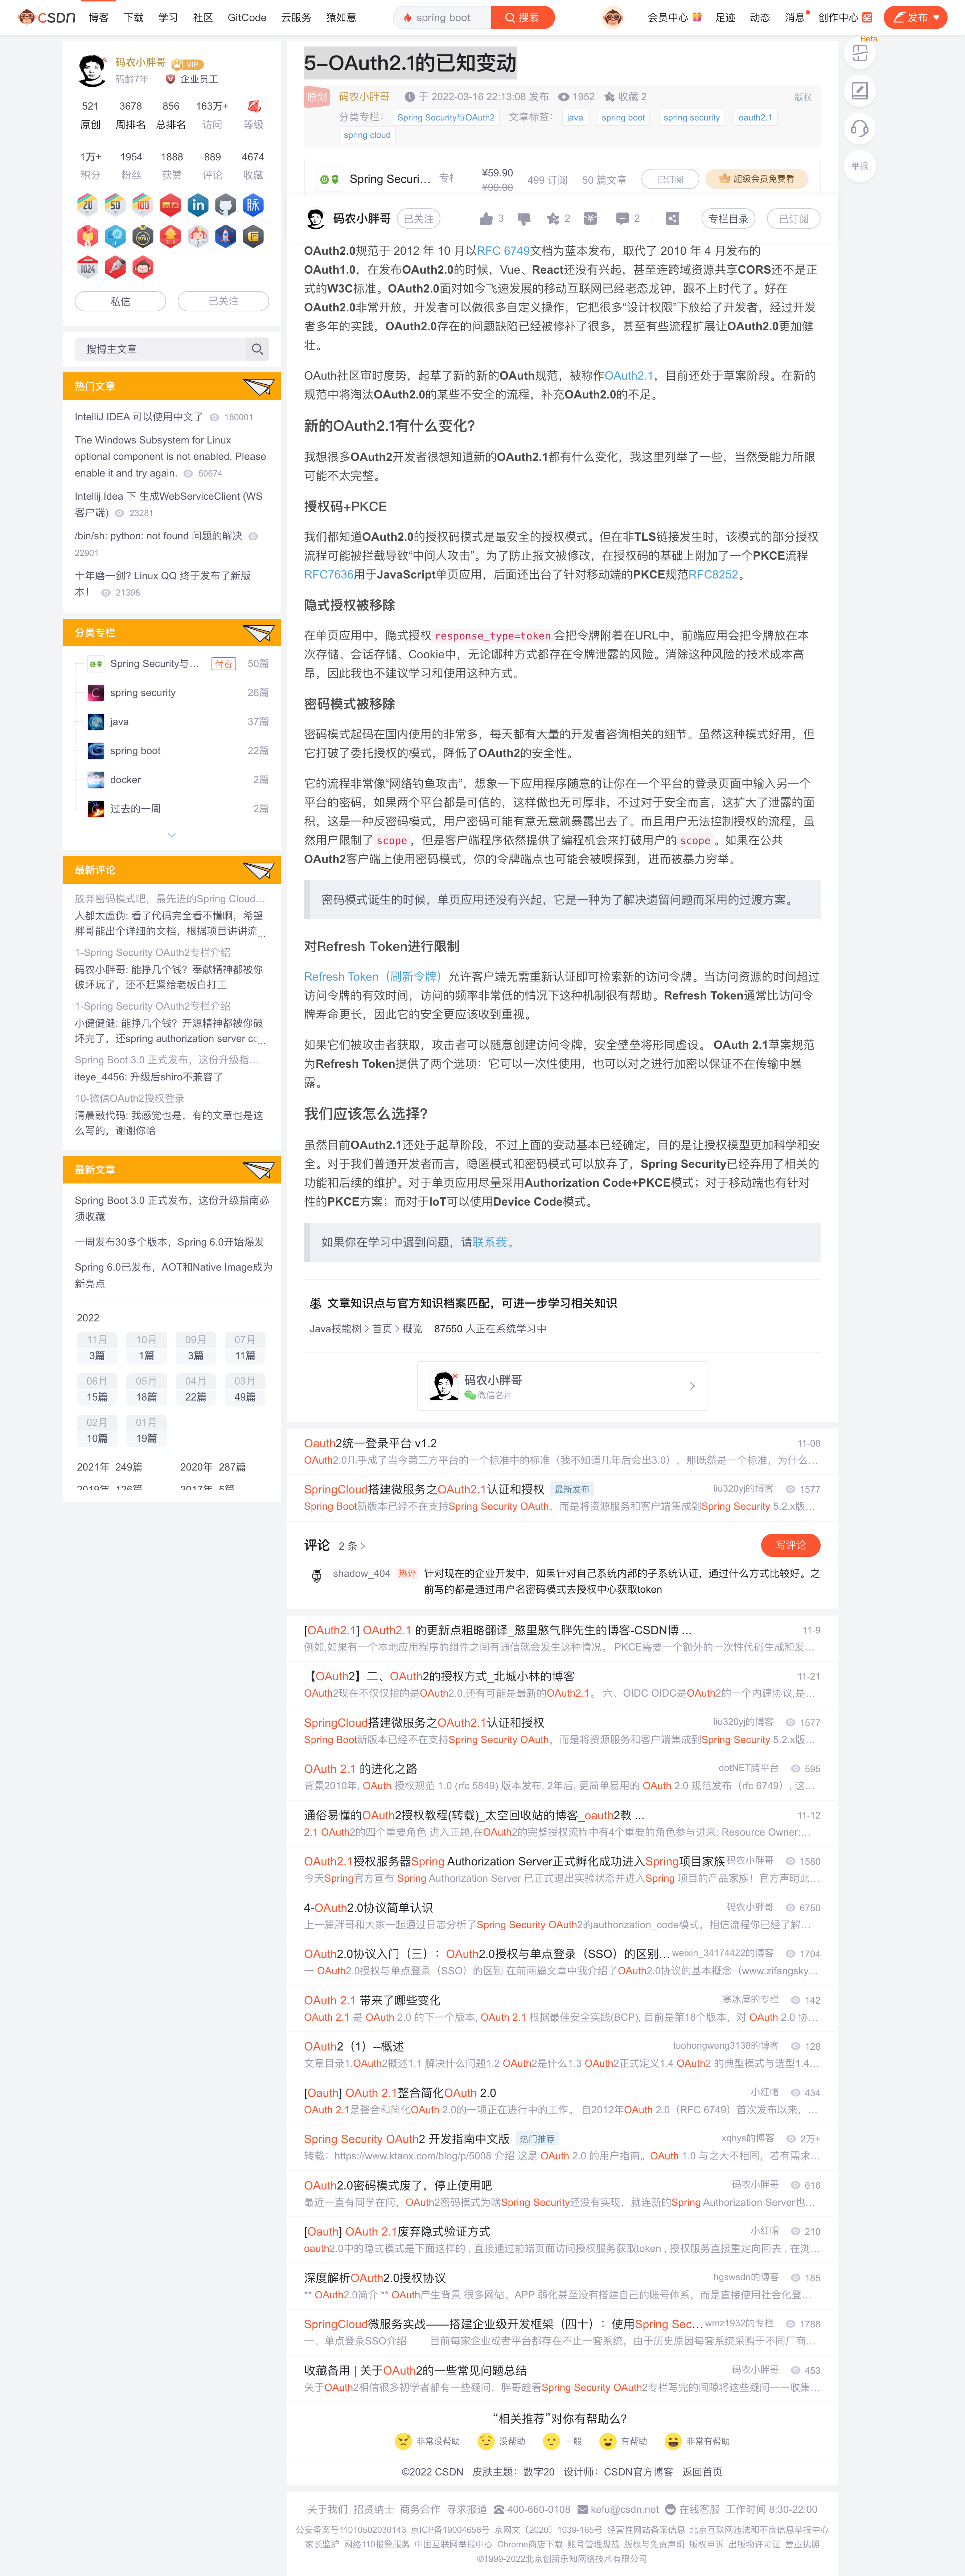 CSDN 博客 下载 学习 社区 GitCode 云服务 猿如意 spring boot 搜索 会员中心 足迹 动态 消息 创作中心 发布
Beta
举报
码农小胖哥 VIP
码龄7年 企业员工
521 3678 856 163万+
原创 周排名 总排名 访问 等级
1万+ 1954 1888 889 4674
积分 粉丝 获赞 评论 收藏
私信 已关注
搜博主文章
热门文章
IntelliJ IDEA 可以使用中文了 180001
The Windows Subsystem for Linux
optional component is not enabled. Please
enable it and try again. 50674
Intellij Idea 下 生成WebServiceClient (WS
客户端) 23281
/bin/sh: python: not found 问题的解决
22901
十年磨一剑? Linux QQ 终于发布了新版
本！ 21398
分类专栏
Spring Security与... 付费 50篇
spring security 26篇
java 37篇
spring boot 22篇
docker 2篇
过去的一周 2篇
最新评论
放弃密码模式吧，最先进的Spring Cloud...
人都太虚伪: 看了代码完全看不懂啊，希望
胖哥能出个详细的文档，根据项目讲讲流...
1-Spring Security OAuth2专栏介绍
码农小胖哥: 能挣几个钱？奉献精神都被你
破坏玩了，还不赶紧给老板白打工
1-Spring Security OAuth2专栏介绍
小健健健: 能挣几个钱？开源精神都被你破
坏完了，还spring authorization server co...
Spring Boot 3.0 正式发布，这份升级指...
iteye_4456: 升级后shiro不兼容了
10-微信OAuth2授权登录
清晨敲代码: 我感觉也是，有的文章也是这
么写的，谢谢你哈
最新文章
Spring Boot 3.0 正式发布，这份升级指南必
须收藏
一周发布30多个版本，Spring 6.0开始爆发
Spring 6.0已发布，AOT和Native Image成为
新亮点
2022
11月 10月 09月 07月
3篇 1篇 3篇 11篇
06月 05月 04月 03月
15篇 18篇 22篇 49篇
02月 01月
10篇 19篇
2021年 249篇 2020年 287篇
2019年 126篇 2017年 5篇
5-OAuth2.1的已知变动
原创 码农小胖哥 于 2022-03-16 22:13:08 发布 1952 收藏 2 版权
分类专栏： Spring Security与OAuth2 文章标签： java spring boot spring security oauth2.1
spring cloud
Spring Securi... 专栏 ¥59.90 ¥99.00 499 订阅 50 篇文章 已订阅 超级会员免费看
码农小胖哥 已关注 3 2 2 专栏目录 已订阅
OAuth2.0规范于 2012 年 10 月以RFC 6749文档为蓝本发布，取代了 2010 年 4 月发布的
OAuth1.0，在发布OAuth2.0的时候，Vue、React还没有兴起，甚至连跨域资源共享CORS还不是正
式的W3C标准。OAuth2.0面对如今飞速发展的移动互联网已经老态龙钟，跟不上时代了。好在
OAuth2.0非常开放，开发者可以做很多自定义操作，它把很多“设计权限”下放给了开发者，经过开发
者多年的实践，OAuth2.0存在的问题缺陷已经被修补了很多，甚至有些流程扩展让OAuth2.0更加健
壮。
OAuth社区审时度势，起草了新的新的OAuth规范，被称作OAuth2.1，目前还处于草案阶段。在新的
规范中将淘汰OAuth2.0的某些不安全的流程，补充OAuth2.0的不足。
新的OAuth2.1有什么变化？
我想很多OAuth2开发者很想知道新的OAuth2.1都有什么变化，我这里列举了一些，当然受能力所限
可能不太完整。
授权码+PKCE
我们都知道OAuth2.0的授权码模式是最安全的模式。但在非TLS链接发生时，该模式的部分授权
流程可能被拦截导致“中间人攻击”。为了防止报文被修改，在授权码的基础上附加了一个PKCE流程
RFC7636用于JavaScript单页应用，后面还出台了针对移动端的PKCE规范RFC8252。
隐式授权被移除
在单页应用中，隐式授权 response_type=token 会把令牌附着在URL中，前端应用会把令牌放在本
次存储、会话存储、Cookie中，无论哪种方式都存在令牌泄露的风险。消除这种风险的技术成本高
昂，因此我也不建议学习和使用这种方式。
密码模式被移除
密码模式起码在国内使用的非常多，每天都有大量的开发者咨询相关的细节。虽然这种模式好用，但
它打破了委托授权的模式，降低了OAuth2的安全性。
它的流程非常像“网络钓鱼攻击”，想象一下应用程序随意的让你在一个平台的登录页面中输入另一个
平台的密码，如果两个平台都是可信的，这样做也无可厚非，不过对于安全而言，这扩大了泄露的面
积，这是一种反密码模式，用户密码可能有意无意就暴露出去了。而且用户无法控制授权的流程，虽
然用户限制了 scope ，但是客户端程序依然提供了编程机会来打破用户的 scope 。如果在公共
OAuth2客户端上使用密码模式，你的令牌端点也可能会被嗅探到，进而被暴力穷举。
密码模式诞生的时候，单页应用还没有兴起，它是一种为了解决遗留问题而采用的过渡方案。
对Refresh Token进行限制
Refresh Token（刷新令牌）允许客户端无需重新认证即可检索新的访问令牌。当访问资源的时间超过
访问令牌的有效时间，访问的频率非常低的情况下这种机制很有帮助。Refresh Token通常比访问令
牌寿命更长，因此它的安全更应该收到重视。
如果它们被攻击者获取，攻击者可以随意创建访问令牌，安全壁垒将形同虚设。 OAuth 2.1草案规范
为Refresh Token提供了两个选项：它可以一次性使用，也可以对之进行加密以保证不在传输中暴
露。
我们应该怎么选择？
虽然目前OAuth2.1还处于起草阶段，不过上面的变动基本已经确定，目的是让授权模型更加科学和安
全。对于我们普通开发者而言，隐匿模式和密码模式可以放弃了，Spring Security已经弃用了相关的
功能和后续的维护。对于单页应用尽量采用Authorization Code+PKCE模式；对于移动端也有针对
性的PKCE方案；而对于IoT可以使用Device Code模式。
如果你在学习中遇到问题，请联系我。
文章知识点与官方知识档案匹配，可进一步学习相关知识
Java技能树 首页 概览 87550 人正在系统学习中
码农小胖哥
微信名片
Oauth2统一登录平台 v1.2 11-08
OAuth2.0几乎成了当今第三方平台的一个标准中的标准（我不知道几年后会出3.0），那既然是一个标准，为什么...
SpringCloud搭建微服务之OAuth2.1认证和授权 最新发布 liu320yj的博客 1577
Spring Boot新版本已经不在支持Spring Security OAuth，而是将资源服务和客户端集成到Spring Security 5.2.x版...
评论 2 条 写评论
shadow_404 热评 针对现在的企业开发中，如果针对自己系统内部的子系统认证，通过什么方式比较好。之
前写的都是通过用户名密码模式去授权中心获取token
[OAuth2.1] OAuth2.1 的更新点粗略翻译_憨里憨气胖先生的博客-CSDN博 ... 11-9
例如,如果有一个本地应用程序的组件之间有通信就会发生这种情况。 PKCE需要一个额外的一次性代码生成和发...
【OAuth2】二、OAuth2的授权方式_北城小林的博客 11-21
OAuth2现在不仅仅指的是OAuth2.0,还有可能是最新的OAuth2.1。 六、OIDC OIDC是OAuth2的一个内建协议,是...
SpringCloud搭建微服务之OAuth2.1认证和授权 liu320yj的博客 1577
Spring Boot新版本已经不在支持Spring Security OAuth，而是将资源服务和客户端集成到Spring Security 5.2.x版...
OAuth 2.1 的进化之路 dotNET跨平台 595
背景2010年, OAuth 授权规范 1.0 (rfc 5849) 版本发布, 2年后, 更简单易用的 OAuth 2.0 规范发布（rfc 6749）, 这...
通俗易懂的OAuth2授权教程(转载)_太空回收站的博客_oauth2教 ... 11-12
2.1 OAuth2的四个重要角色 进入正题,在OAuth2的完整授权流程中有4个重要的角色参与进来: Resource Owner:...
OAuth2.1授权服务器Spring Authorization Server正式孵化成功进入Spring项目家族 码农小胖哥 1580
今天Spring官方宣布 Spring Authorization Server 已正式退出实验状态并进入Spring 项目的产品家族！官方声明此...
4-OAuth2.0协议简单认识 码农小胖哥 6750
上一篇胖哥和大家一起通过日志分析了Spring Security OAuth2的authorization_code模式，相信流程你已经了解...
OAuth2.0协议入门（三）：OAuth2.0授权与单点登录（SSO）的区别... weixin_34174422的博客 1704
一 OAuth2.0授权与单点登录（SSO）的区别 在前两篇文章中我介绍了OAuth2.0协议的基本概念（www.zifangsky...
OAuth 2.1 带来了哪些变化 寒冰屋的专栏 142
OAuth 2.1 是 OAuth 2.0 的下一个版本, OAuth 2.1 根据最佳安全实践(BCP), 目前是第18个版本，对 OAuth 2.0 协...
OAuth2（1）--概述 tuohongweng3138的博客 128
文章目录1.OAuth2概述1.1 解决什么问题1.2 OAuth2是什么1.3 OAuth2正式定义1.4 OAuth2 的典型模式与选型1.4...
[Oauth] OAuth 2.1整合简化OAuth 2.0 小红帽 434
OAuth 2.1是整合和简化OAuth 2.0的一项正在进行中的工作。 自2012年OAuth 2.0（RFC 6749）首次发布以来，...
Spring Security OAuth2 开发指南中文版 热门推荐 xqhys的博客 2万+
转载：https://www.ktanx.com/blog/p/5008 介绍 这是 OAuth 2.0 的用户指南。OAuth 1.0 与之大不相同，若有需求...
OAuth2.0密码模式废了，停止使用吧 码农小胖哥 616
最近一直有同学在问，OAuth2密码模式为啥Spring Security还没有实现，就连新的Spring Authorization Server也...
[Oauth] OAuth 2.1废弃隐式验证方式 小红帽 210
oauth2.0中的隐式模式是下面这样的 , 直接通过前端页面访问授权服务获取token , 授权服务直接重定向回去 , 在浏...
深度解析OAuth2.0授权协议 hgswsdn的博客 185
** OAuth2.0简介 ** OAuth产生背景 很多网站、APP 弱化甚至没有搭建自己的账号体系，而是直接使用社会化登...
SpringCloud微服务实战——搭建企业级开发框架（四十）：使用Spring Sec... wmz1932的专栏 1788
一、单点登录SSO介绍 目前每家企业或者平台都存在不止一套系统，由于历史原因每套系统采购于不同厂商...
收藏备用 | 关于OAuth2的一些常见问题总结 码农小胖哥 453
关于OAuth2相信很多初学者都有一些疑问，胖哥趁着Spring Security OAuth2专栏写完的间隙将这些疑问一一收集...
“相关推荐”对你有帮助么？
非常没帮助 没帮助 一般 有帮助 非常有帮助
©2022 CSDN 皮肤主题：数字20 设计师：CSDN官方博客 返回首页
关于我们 招贤纳士 商务合作 寻求报道 400-660-0108 kefu@csdn.net 在线客服 工作时间 8:30-22:00
公安备案号11010502030143 京ICP备19004658号 京网文〔2020〕1039-165号 经营性网站备案信息 北京互联网违法和不良信息举报中心
家长监护 网络110报警服务 中国互联网举报中心 Chrome商店下载 账号管理规范 版权与免责声明 版权申诉 出版物许可证 营业执照
©1999-2022北京创新乐知网络技术有限公司